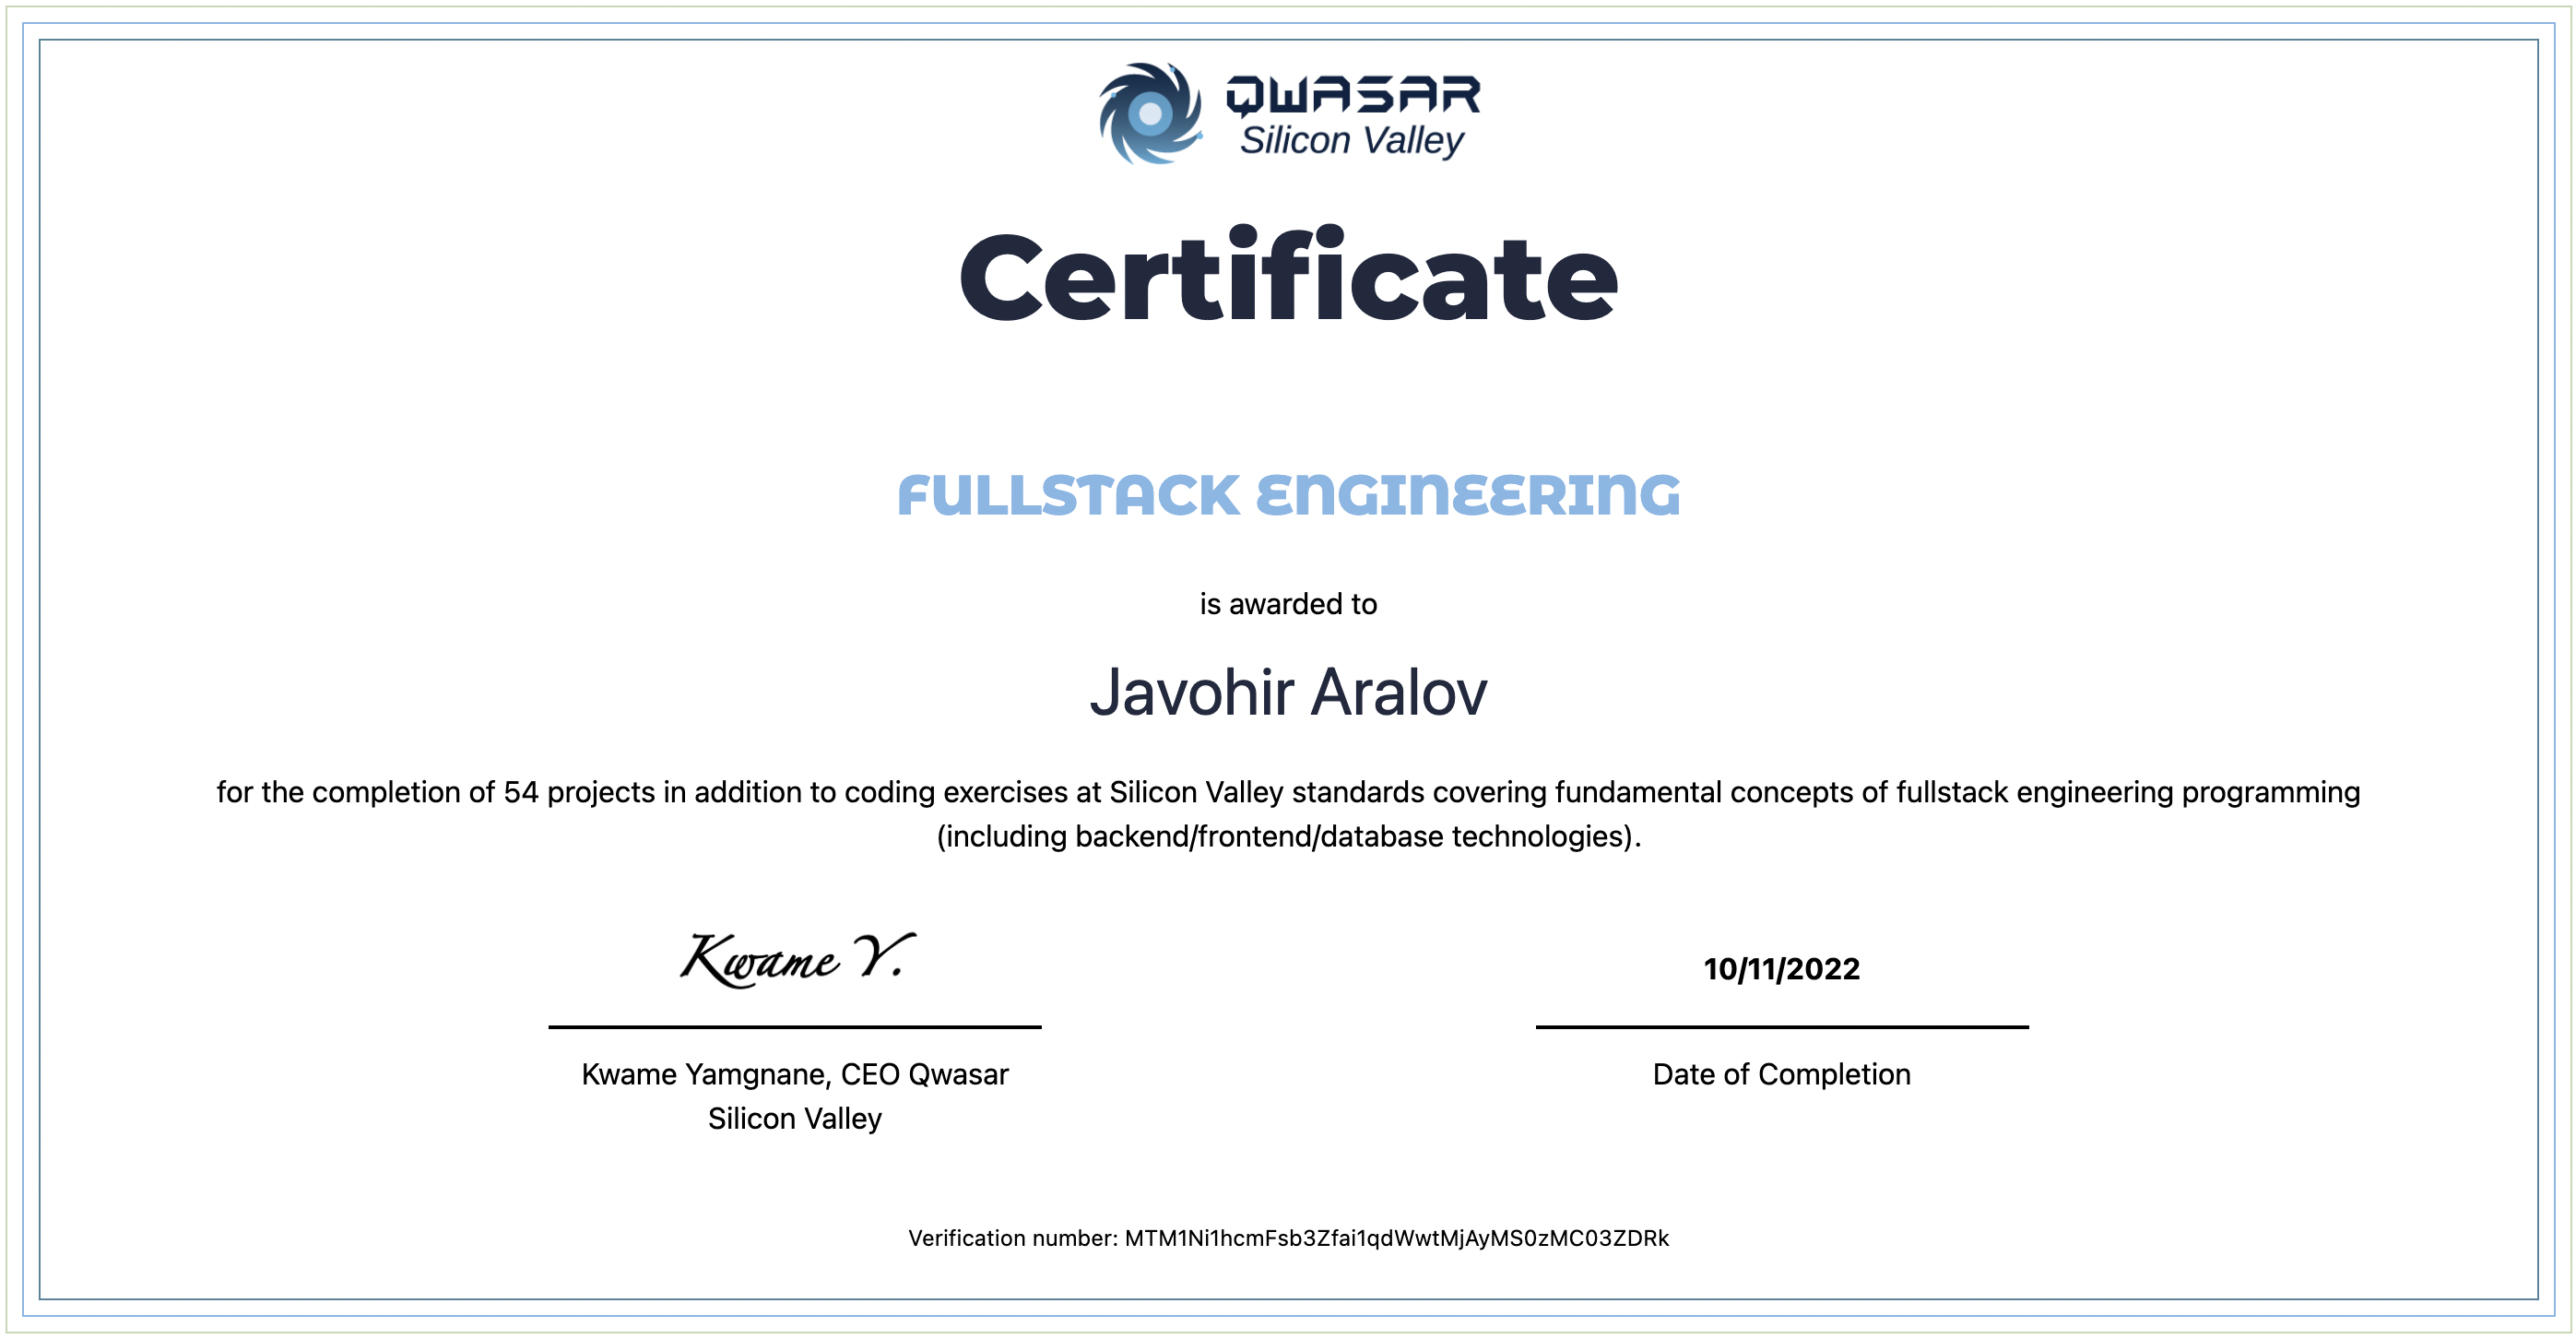 QWASAR
Silicon Valley
Certificate
FULLSTACK ENGINEERING
is awarded to
Javohir Aralov
for the completion of 54 projects in addition to coding exercises at Silicon Valley standards covering fundamental concepts of fullstack engineering programming
(including backend/frontend/database technologies).
Kwame Y.
10/11/2022
Kwame Yamgnane, CEO Qwasar
Silicon Valley
Date of Completion
Verification number: MTM1Ni1hcmFsb3Zfai1qdWwtMjAyMS0zMC03ZDRk